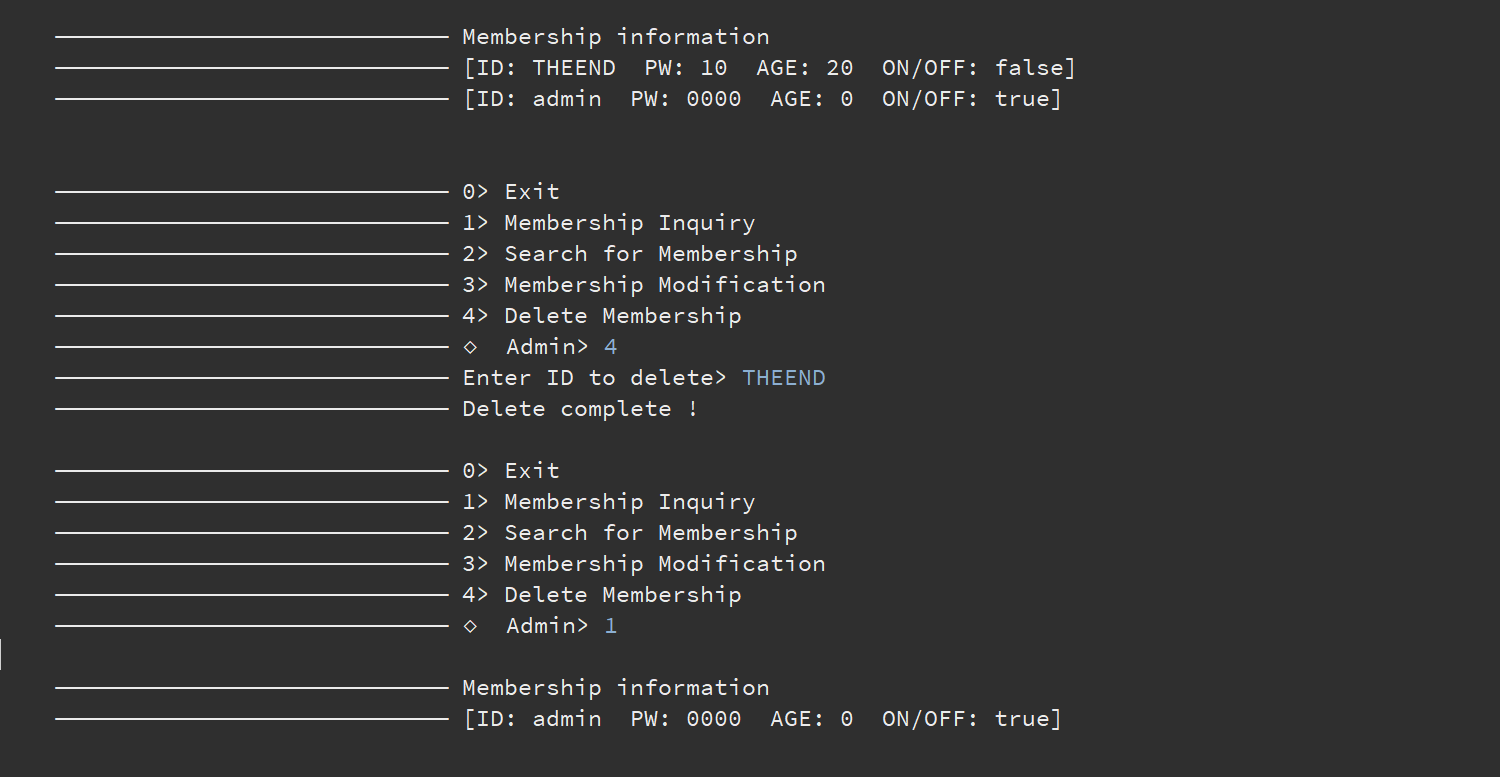 Membership information
[ID: THEEND  PW: 10  AGE: 20  ON/OFF: false]
[ID: admin  PW: 0000  AGE: 0  ON/OFF: true]
0> Exit
1> Membership Inquiry
2> Search for Membership
3> Membership Modification
4> Delete Membership
◇  Admin> 4
Enter ID to delete> THEEND
Delete complete !
0> Exit
1> Membership Inquiry
2> Search for Membership
3> Membership Modification
4> Delete Membership
◇  Admin> 1
Membership information
[ID: admin  PW: 0000  AGE: 0  ON/OFF: true]